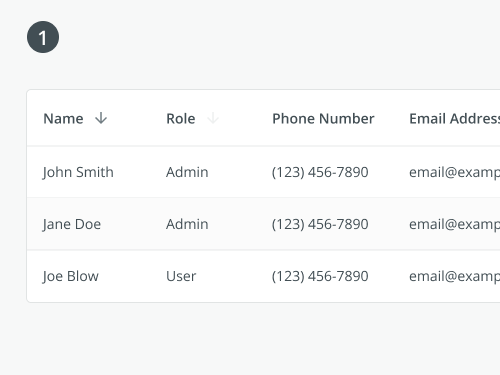 1
Name Role Phone Number Email Address
John Smith Admin (123) 456-7890 email@examp
Jane Doe Admin (123) 456-7890 email@examp
Joe Blow User (123) 456-7890 email@examp